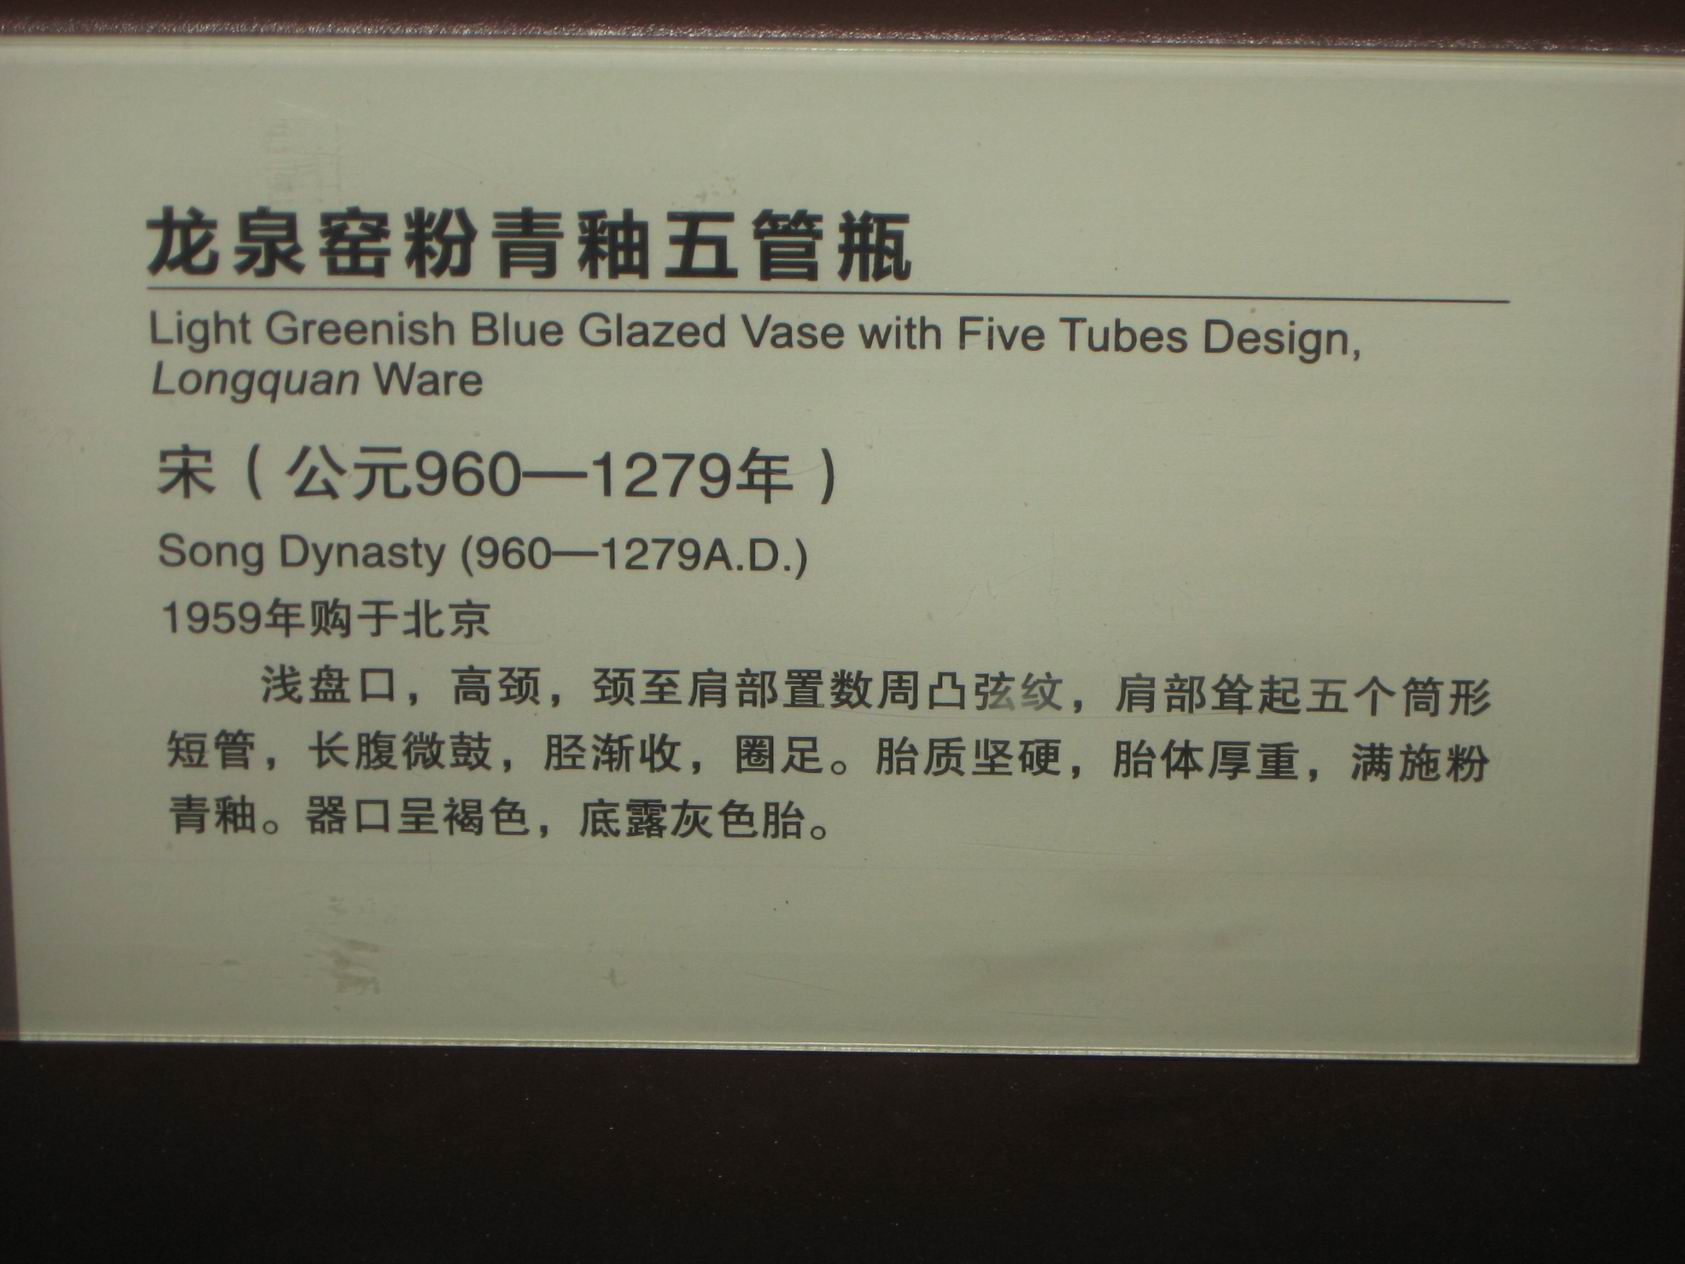 龙泉窑粉青釉五管瓶
Light Greenish Blue Glazed Vase with Five Tubes Design,
Longquan Ware
宋（公元960—1279年）
Song Dynasty (960—1279A.D.)
1959年购于北京
浅盘口，高颈，颈至肩部置数周凸弦纹，肩部耸起五个筒形
短管，长腹微鼓，胫渐收，圈足。胎质坚硬，胎体厚重，满施粉
青釉。器口呈褐色，底露灰色胎。